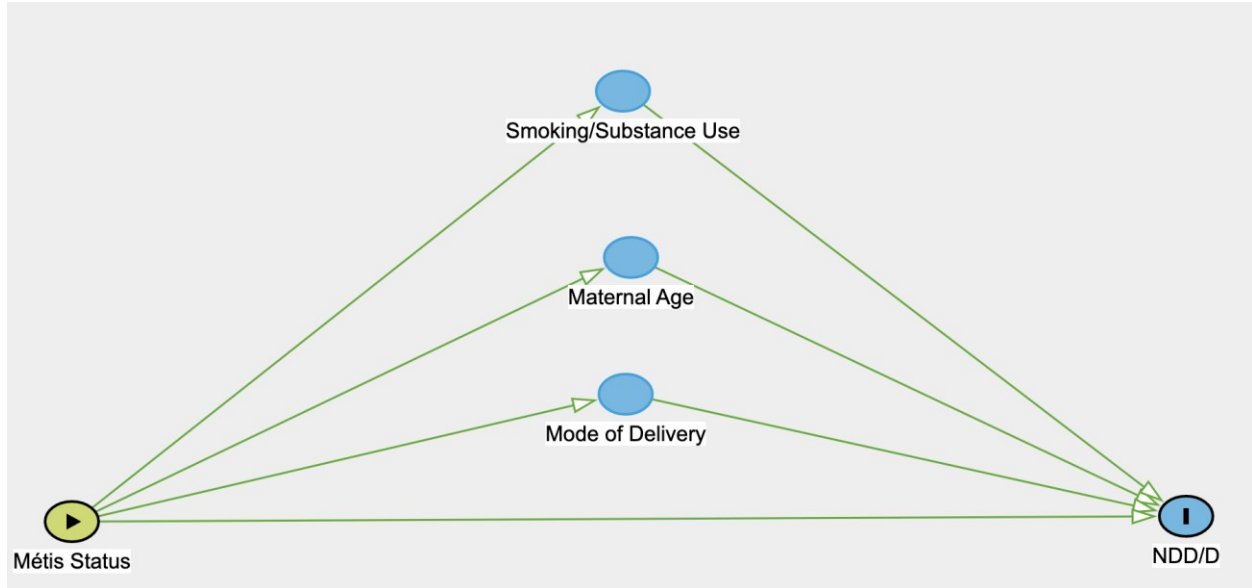 Smoking/Substance Use
Maternal Age
Mode of Delivery
Métis Status
NDD/D